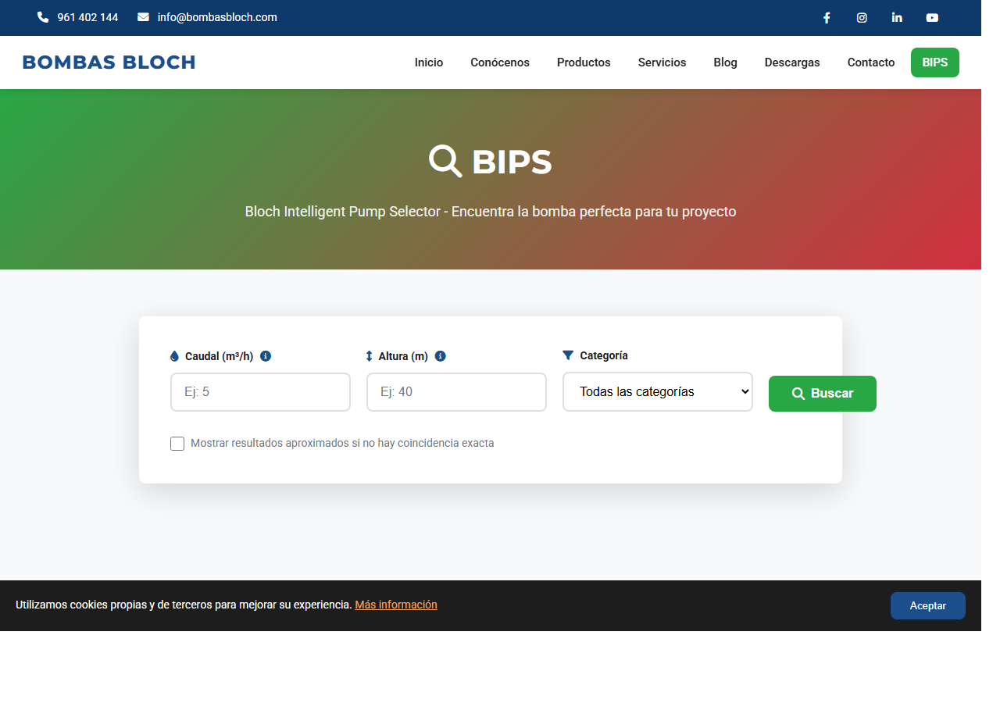 961 402 144 info@bombasbloch.com
BOMBAS BLOCH Inicio Conócenos Productos Servicios Blog Descargas Contacto BIPS
BIPS
Bloch Intelligent Pump Selector - Encuentra la bomba perfecta para tu proyecto
Caudal (m³/h) Altura (m) Categoría
Ej: 5 Ej: 40 Todas las categorías Buscar
Mostrar resultados aproximados si no hay coincidencia exacta
Utilizamos cookies propias y de terceros para mejorar su experiencia. Más información Aceptar